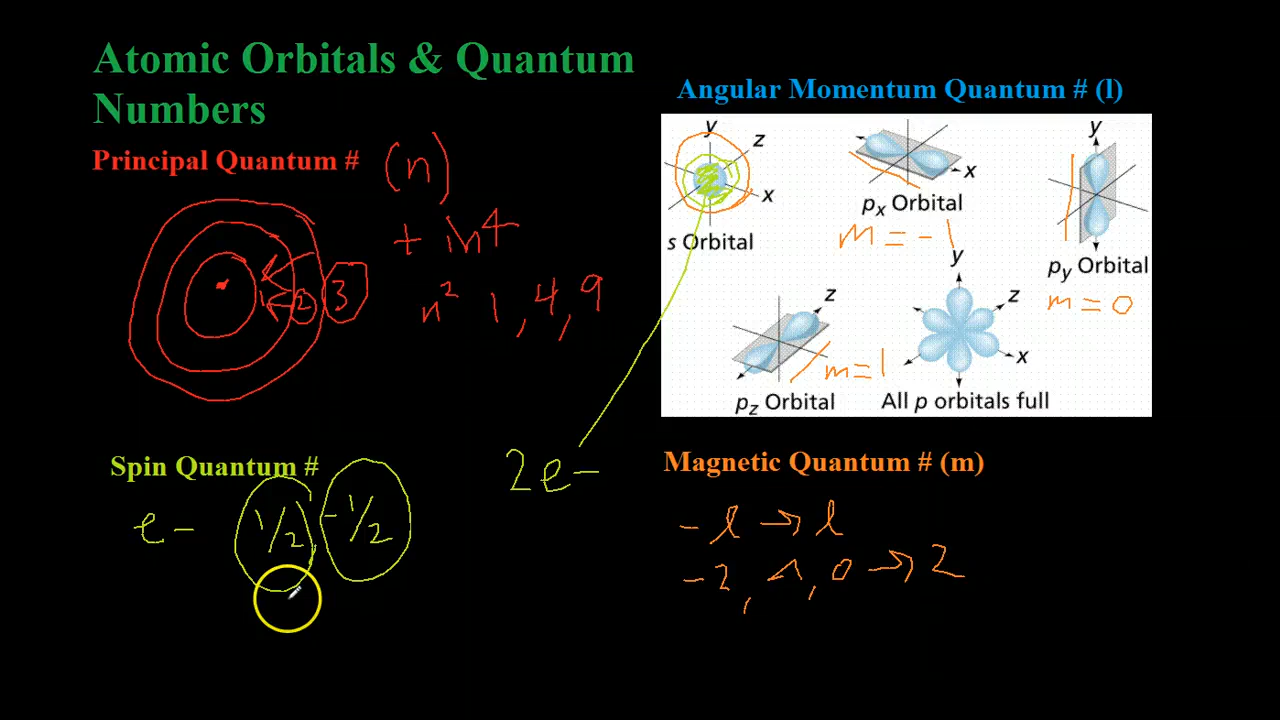 Atomic Orbitals & Quantum
Numbers
Principal Quantum # (n)
+ int
n² 1, 4, 9
2 3
Spin Quantum #
e- 1/2 -1/2
2e-
Angular Momentum Quantum # (l)
y
z
x
s Orbital
x
pₓ Orbital
m = -1
y
p_y Orbital
m = 0
z
m=1
p_z Orbital
y
z
x
All p orbitals full
Magnetic Quantum # (m)
-l → l
-2, -1, 0 → 2